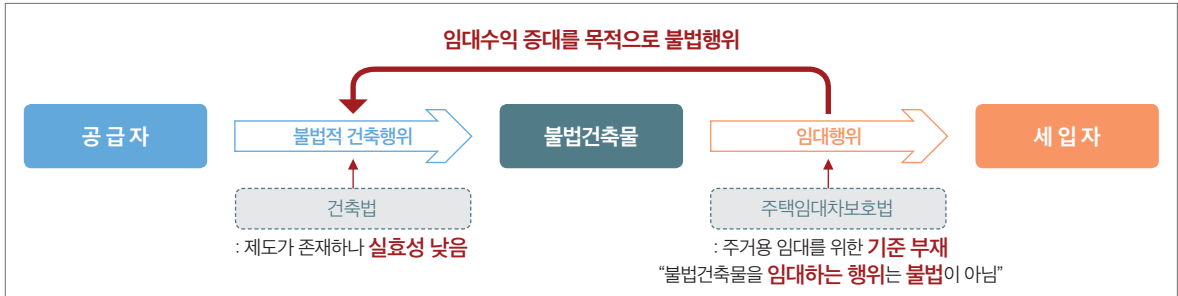 임대수익 증대를 목적으로 불법행위
공급자
불법적 건축행위
불법건축물
임대행위
세입자
건축법
주택임대차보호법
: 제도가 존재하나 실효성 낮음
: 주거용 임대를 위한 기준 부재
“불법건축물을 임대하는 행위는 불법이 아님”